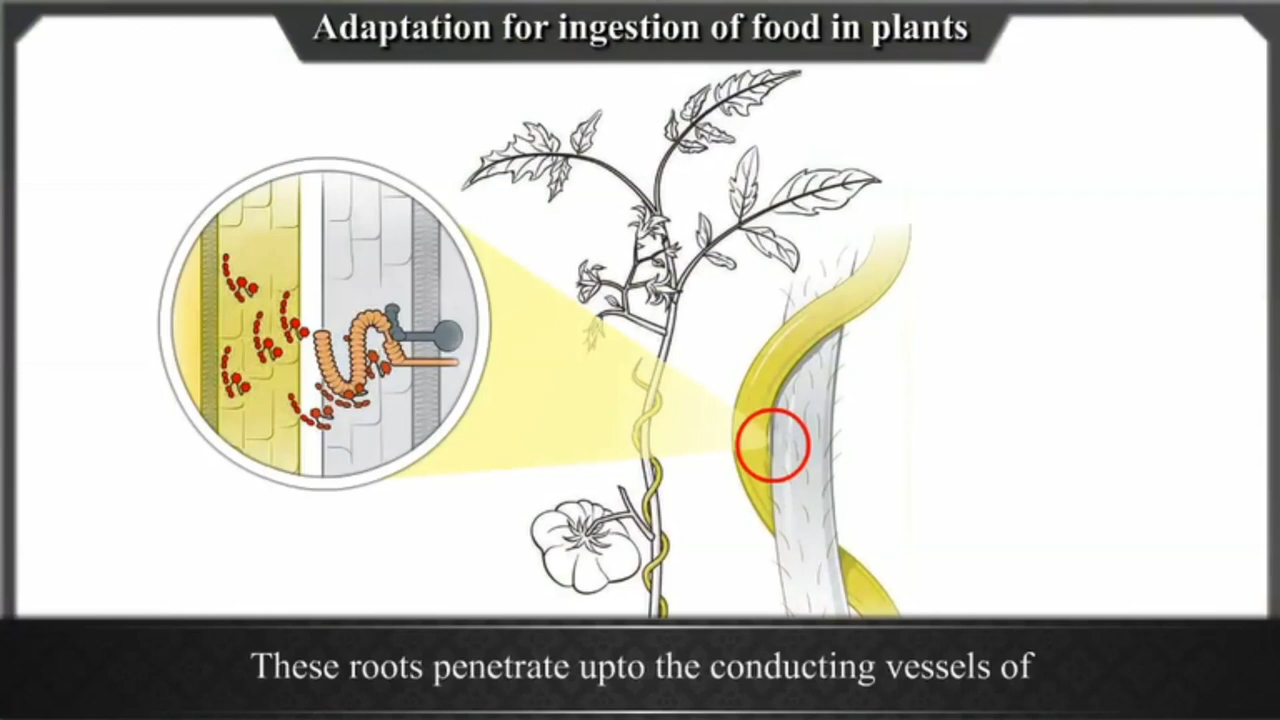 Adaptation for ingestion of food in plants
These roots penetrate upto the conducting vessels of